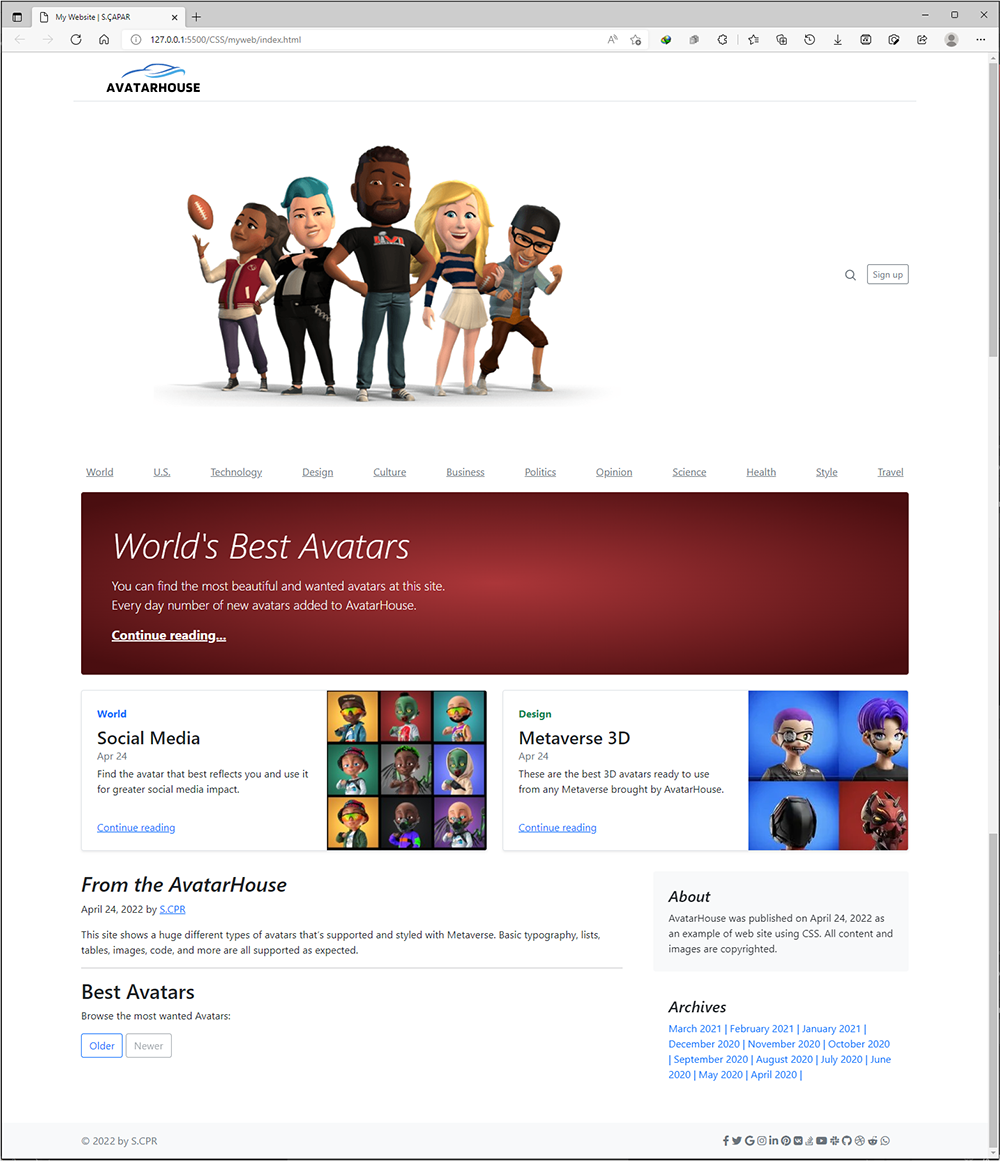 My Website | S.ÇAPAR
127.0.0.1:5500/CSS/myweb/index.html
AVATARHOUSE
LVI
Sign up
World U.S. Technology Design Culture Business Politics Opinion Science Health Style Travel
World's Best Avatars
You can find the most beautiful and wanted avatars at this site.
Every day number of new avatars added to AvatarHouse.
Continue reading...
World
Social Media
Apr 24
Find the avatar that best reflects you and use it
for greater social media impact.
Continue reading
Design
Metaverse 3D
Apr 24
These are the best 3D avatars ready to use
from any Metaverse brought by AvatarHouse.
Continue reading
From the AvatarHouse
April 24, 2022 by S.CPR
This site shows a huge different types of avatars that's supported and styled with Metaverse. Basic typography, lists,
tables, images, code, and more are all supported as expected.
Best Avatars
Browse the most wanted Avatars:
Older Newer
About
AvatarHouse was published on April 24, 2022 as
an example of web site using CSS. All content and
images are copyrighted.
Archives
March 2021 | February 2021 | January 2021 |
December 2020 | November 2020 | October 2020
| September 2020 | August 2020 | July 2020 | June
2020 | May 2020 | April 2020 |
© 2022 by S.CPR